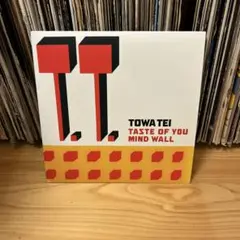 T.T.
TOWA TEI
TASTE OF YOU
MIND WALL